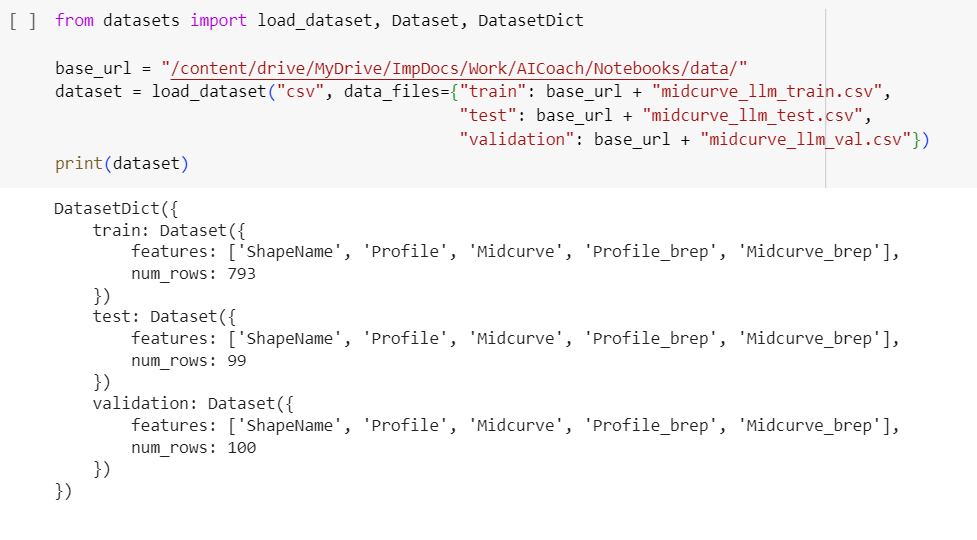 [ ] from datasets import load_dataset, Dataset, DatasetDict
base_url = "/content/drive/MyDrive/ImpDocs/Work/AICoach/Notebooks/data/"
dataset = load_dataset("csv", data_files={"train": base_url + "midcurve_llm_train.csv",
"test": base_url + "midcurve_llm_test.csv",
"validation": base_url + "midcurve_llm_val.csv"})
print(dataset)
DatasetDict({
train: Dataset({
features: ['ShapeName', 'Profile', 'Midcurve', 'Profile_brep', 'Midcurve_brep'],
num_rows: 793
})
test: Dataset({
features: ['ShapeName', 'Profile', 'Midcurve', 'Profile_brep', 'Midcurve_brep'],
num_rows: 99
})
validation: Dataset({
features: ['ShapeName', 'Profile', 'Midcurve', 'Profile_brep', 'Midcurve_brep'],
num_rows: 100
})
})